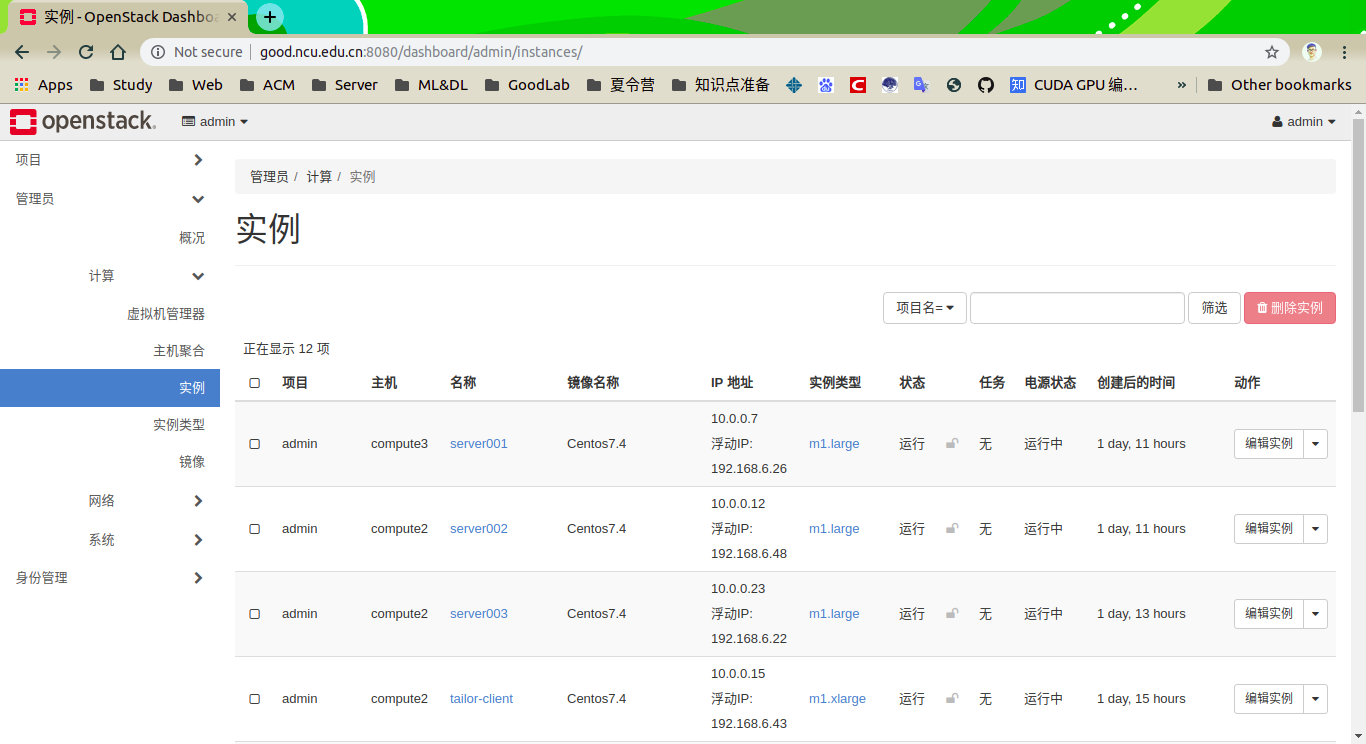 实例 - OpenStack Dashboa
Not secure good.ncu.edu.cn:8080/dashboard/admin/instances/
Apps Study Web ACM Server ML&DL GoodLab 夏令营 知识点准备 CUDA GPU 编… » Other bookmarks
openstack. admin admin
项目
管理员
概况
计算
虚拟机管理器
主机聚合
实例
实例类型
镜像
网络
系统
身份管理
管理员 / 计算 / 实例
实例
项目名= 筛选 删除实例
正在显示 12 项
项目 主机 名称 镜像名称 IP 地址 实例类型 状态 任务 电源状态 创建后的时间 动作
10.0.0.7
admin compute3 server001 Centos7.4 浮动IP: m1.large 运行 无 运行中 1 day, 11 hours 编辑实例
192.168.6.26
10.0.0.12
admin compute2 server002 Centos7.4 浮动IP: m1.large 运行 无 运行中 1 day, 11 hours 编辑实例
192.168.6.48
10.0.0.23
admin compute2 server003 Centos7.4 浮动IP: m1.large 运行 无 运行中 1 day, 13 hours 编辑实例
192.168.6.22
10.0.0.15
admin compute2 tailor-client Centos7.4 浮动IP: m1.xlarge 运行 无 运行中 1 day, 15 hours 编辑实例
192.168.6.43